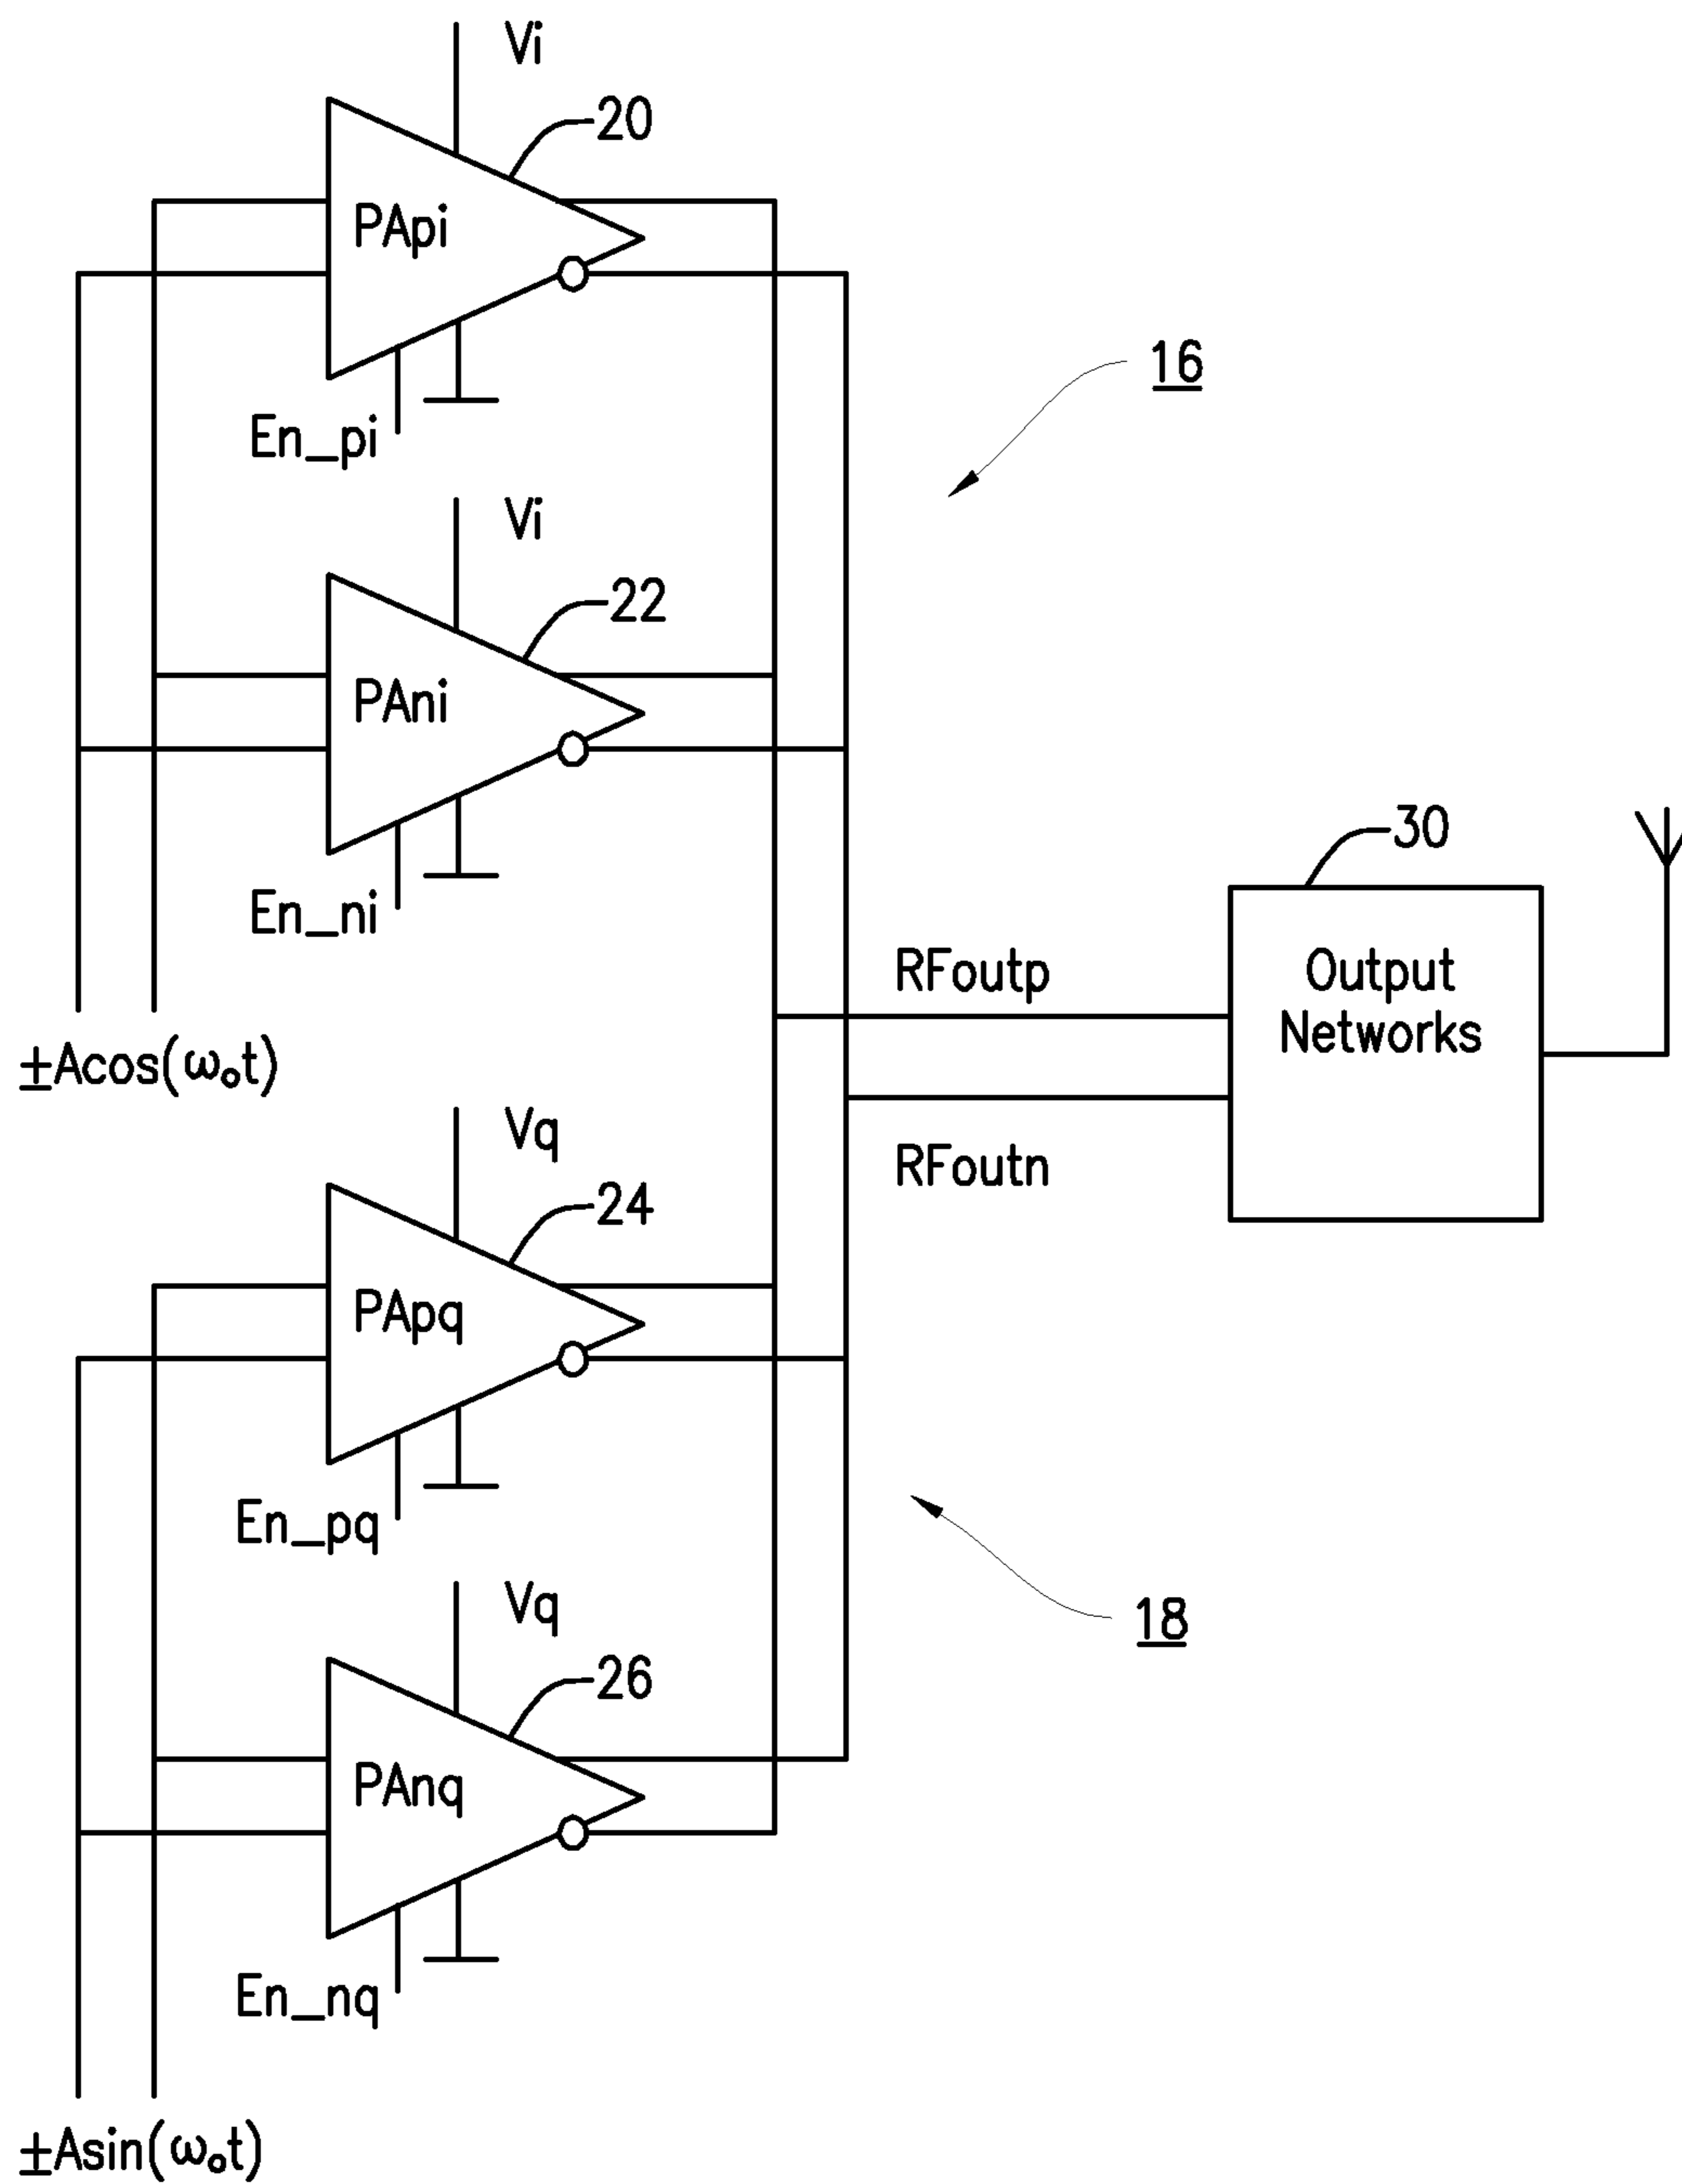 Vi
20
PApi
16
En_pi
Vi
22
PAni
En_ni
30
RFoutp
Output
Networks
±Acos(ω₀t)
Vq
RFoutn
24
PApq
En_pq
Vq
18
26
PAnq
En_nq
±Asin(ω₀t)